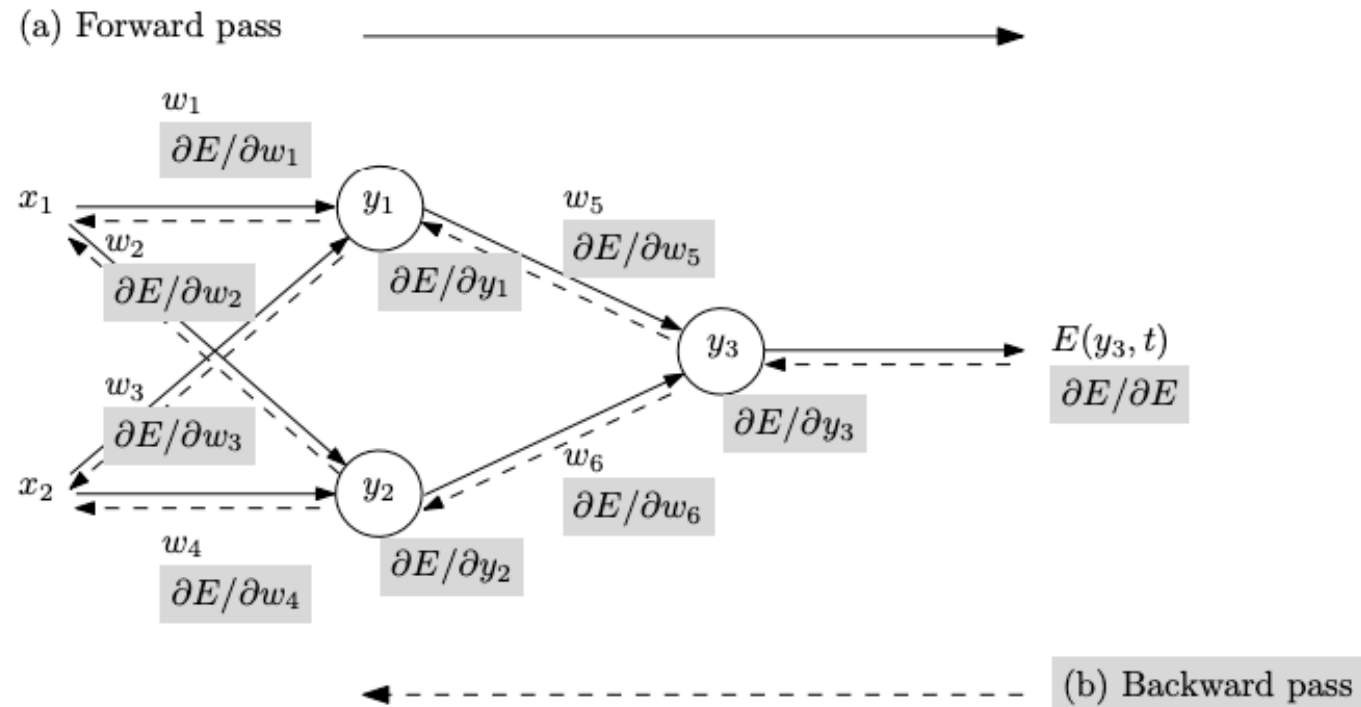 (a) Forward pass
w₁
∂E/∂w₁
x₁
y₁
w₅
∂E/∂w₅
w₂
∂E/∂w₂
∂E/∂y₁
y₃
E(y₃, t)
∂E/∂E
w₃
∂E/∂w₃
∂E/∂y₃
x₂
y₂
w₆
∂E/∂w₆
w₄
∂E/∂w₄
∂E/∂y₂
(b) Backward pass